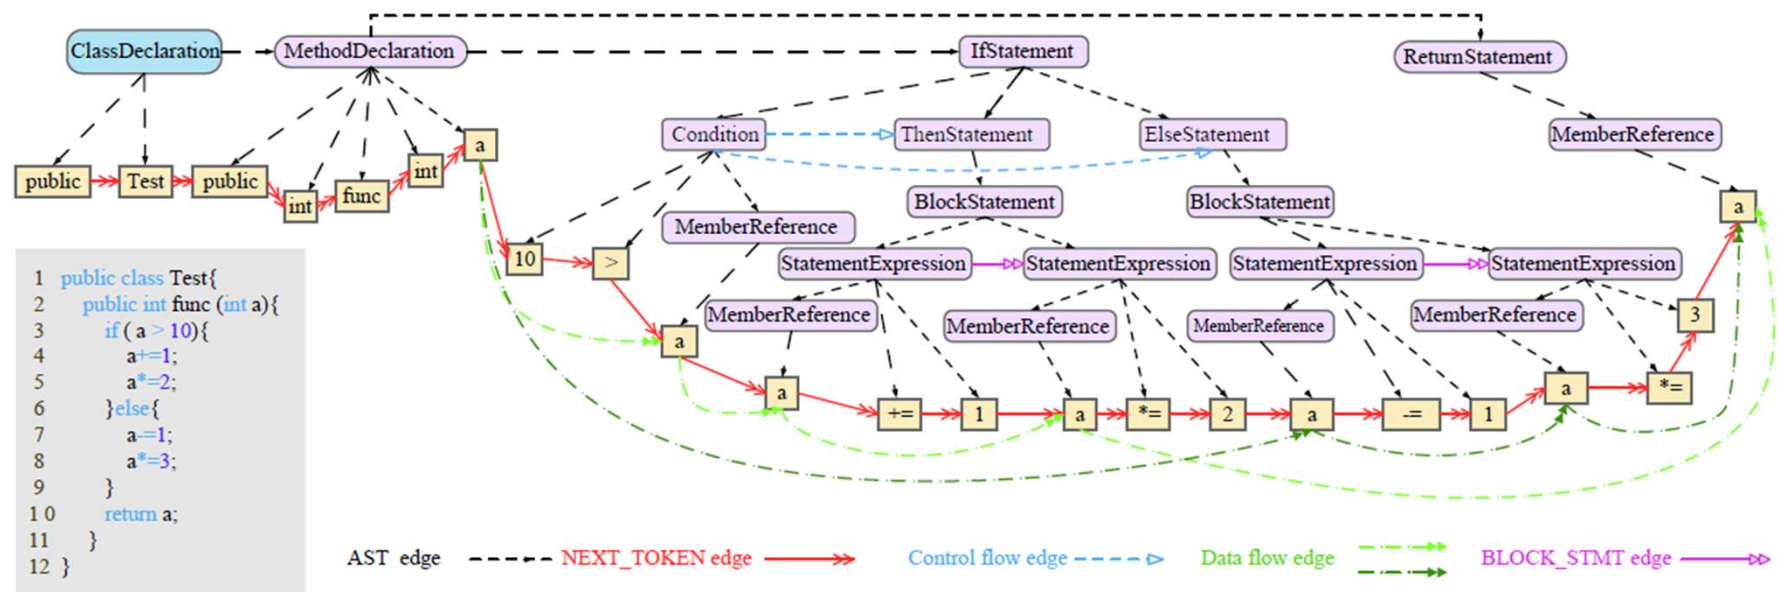 ClassDeclaration
MethodDeclaration
IfStatement
ReturnStatement
Condition
ThenStatement
ElseStatement
MemberReference
public
Test
public
int
func
int
a
BlockStatement
BlockStatement
a
MemberReference
10
>
StatementExpression
StatementExpression
StatementExpression
StatementExpression
MemberReference
MemberReference
MemberReference
MemberReference
3
a
a
+=
1
a
*=
2
a
-=
1
a
*=
1 public class Test{
2 public int func (int a){
3 if ( a > 10){
4 a+=1;
5 a*=2;
6 }else{
7 a-=1;
8 a*=3;
9 }
1 0 return a;
11 }
12 }
AST edge
NEXT_TOKEN edge
Control flow edge
Data flow edge
BLOCK_STMT edge